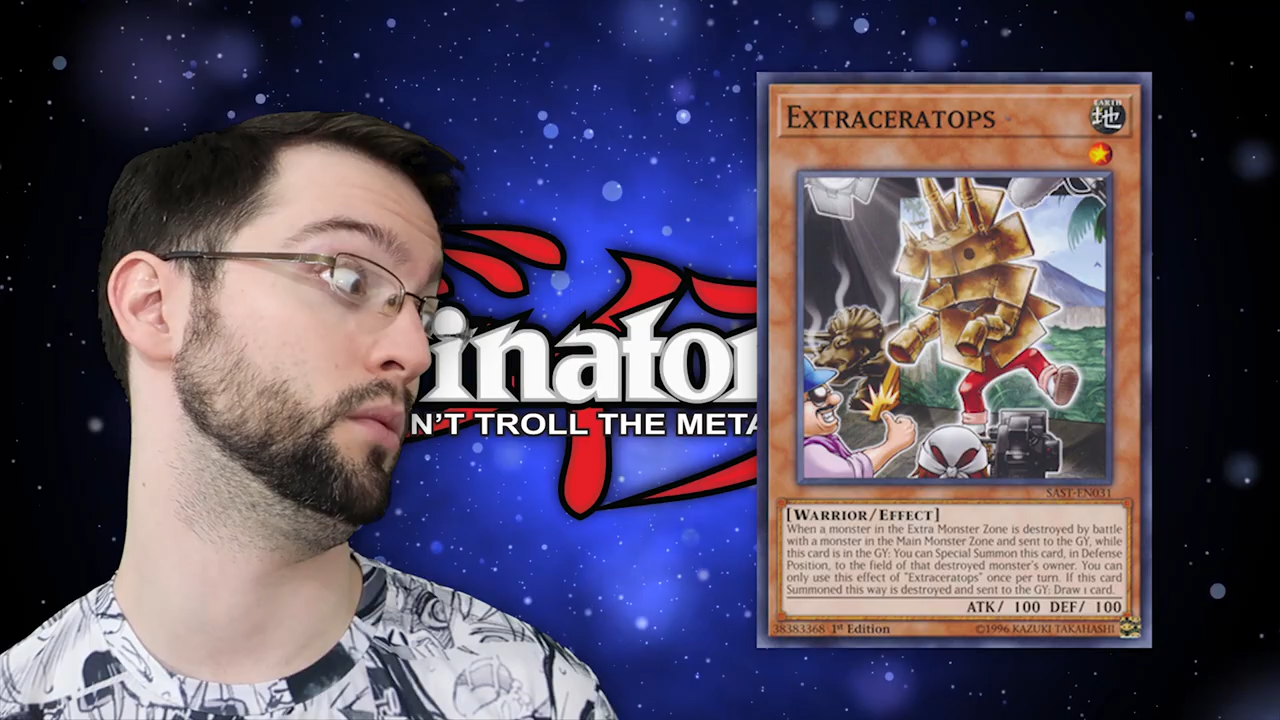 inator
N'T TROLL THE META
EXTRACERATOPS
EARTH
地
SAST-EN031
[WARRIOR/EFFECT]
When a monster in the Extra Monster Zone is destroyed by battle
with a monster in the Main Monster Zone and sent to the GY, while
this card is in the GY: You can Special Summon this card, in Defense
Position, to the field of that destroyed monster's owner. You can
only use this effect of "Extraceratops" once per turn. If this card
Summoned this way is destroyed and sent to the GY: Draw 1 card.
ATK/ 100 DEF/ 100
38383368 1st Edition ©1996 KAZUKI TAKAHASHI